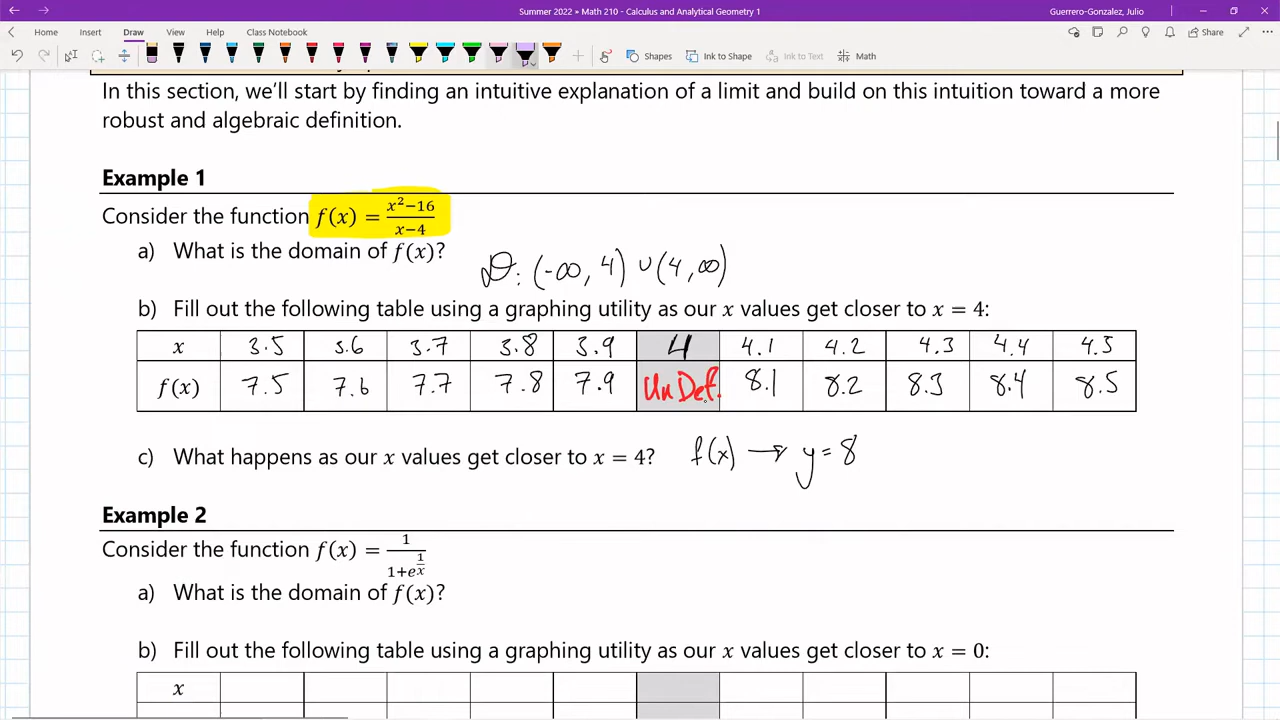 Summer 2022 » Math 210 - Calculus and Analytical Geometry 1
Guerrero-Gonzalez, Julio
Home Insert Draw View Help Class Notebook
Share
Shapes Ink to Shape Ink to Text Math
In this section, we'll start by finding an intuitive explanation of a limit and build on this intuition toward a more
robust and algebraic definition.
Example 1
Consider the function f(x) = (x²−16)/(x−4)
a) What is the domain of f(x)?
D: (-∞, 4) ∪ (4, ∞)
b) Fill out the following table using a graphing utility as our x values get closer to x = 4:
x 3.5 3.6 3.7 3.8 3.9 4 4.1 4.2 4.3 4.4 4.5
f(x) 7.5 7.6 7.7 7.8 7.9 UnDef. 8.1 8.2 8.3 8.4 8.5
c) What happens as our x values get closer to x = 4? f(x) → y = 8
Example 2
Consider the function f(x) = 1/(1+e^(1/x))
a) What is the domain of f(x)?
b) Fill out the following table using a graphing utility as our x values get closer to x = 0:
x